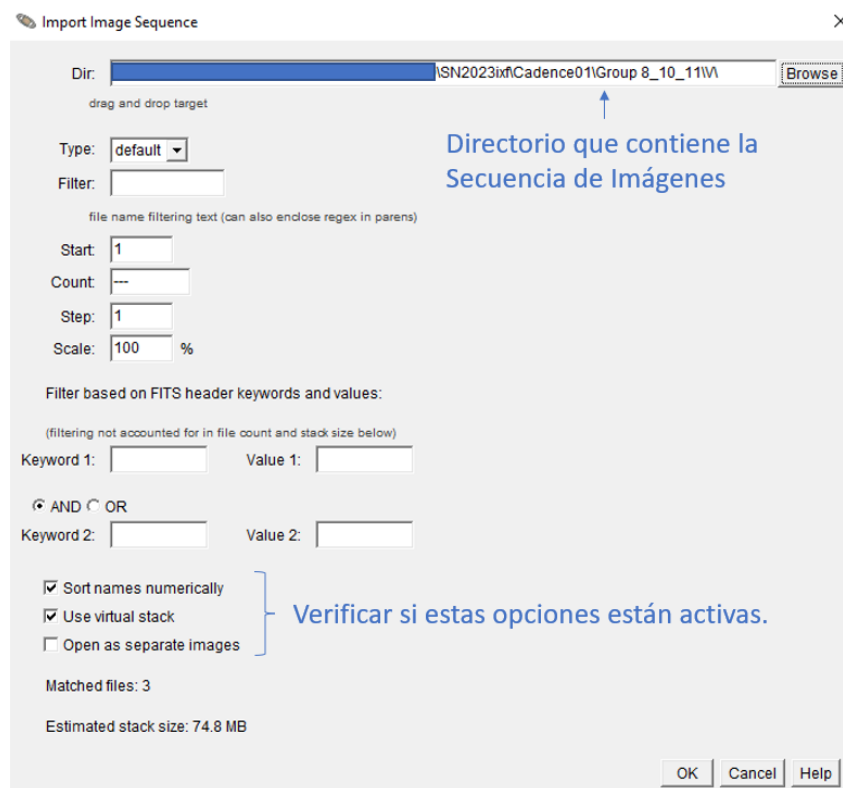 Import Image Sequence
Dir: \SN2023ixf\Cadence01\Group 8_10_11\V\ Browse
drag and drop target
Directorio que contiene la
Secuencia de Imágenes
Type: default
Filter:
file name filtering text (can also enclose regex in parens)
Start: 1
Count: ---
Step: 1
Scale: 100 %
Filter based on FITS header keywords and values:
(filtering not accounted for in file count and stack size below)
Keyword 1: Value 1:
AND OR
Keyword 2: Value 2:
Sort names numerically
Use virtual stack
Verificar si estas opciones están activas.
Open as separate images
Matched files: 3
Estimated stack size: 74.8 MB
OK Cancel Help